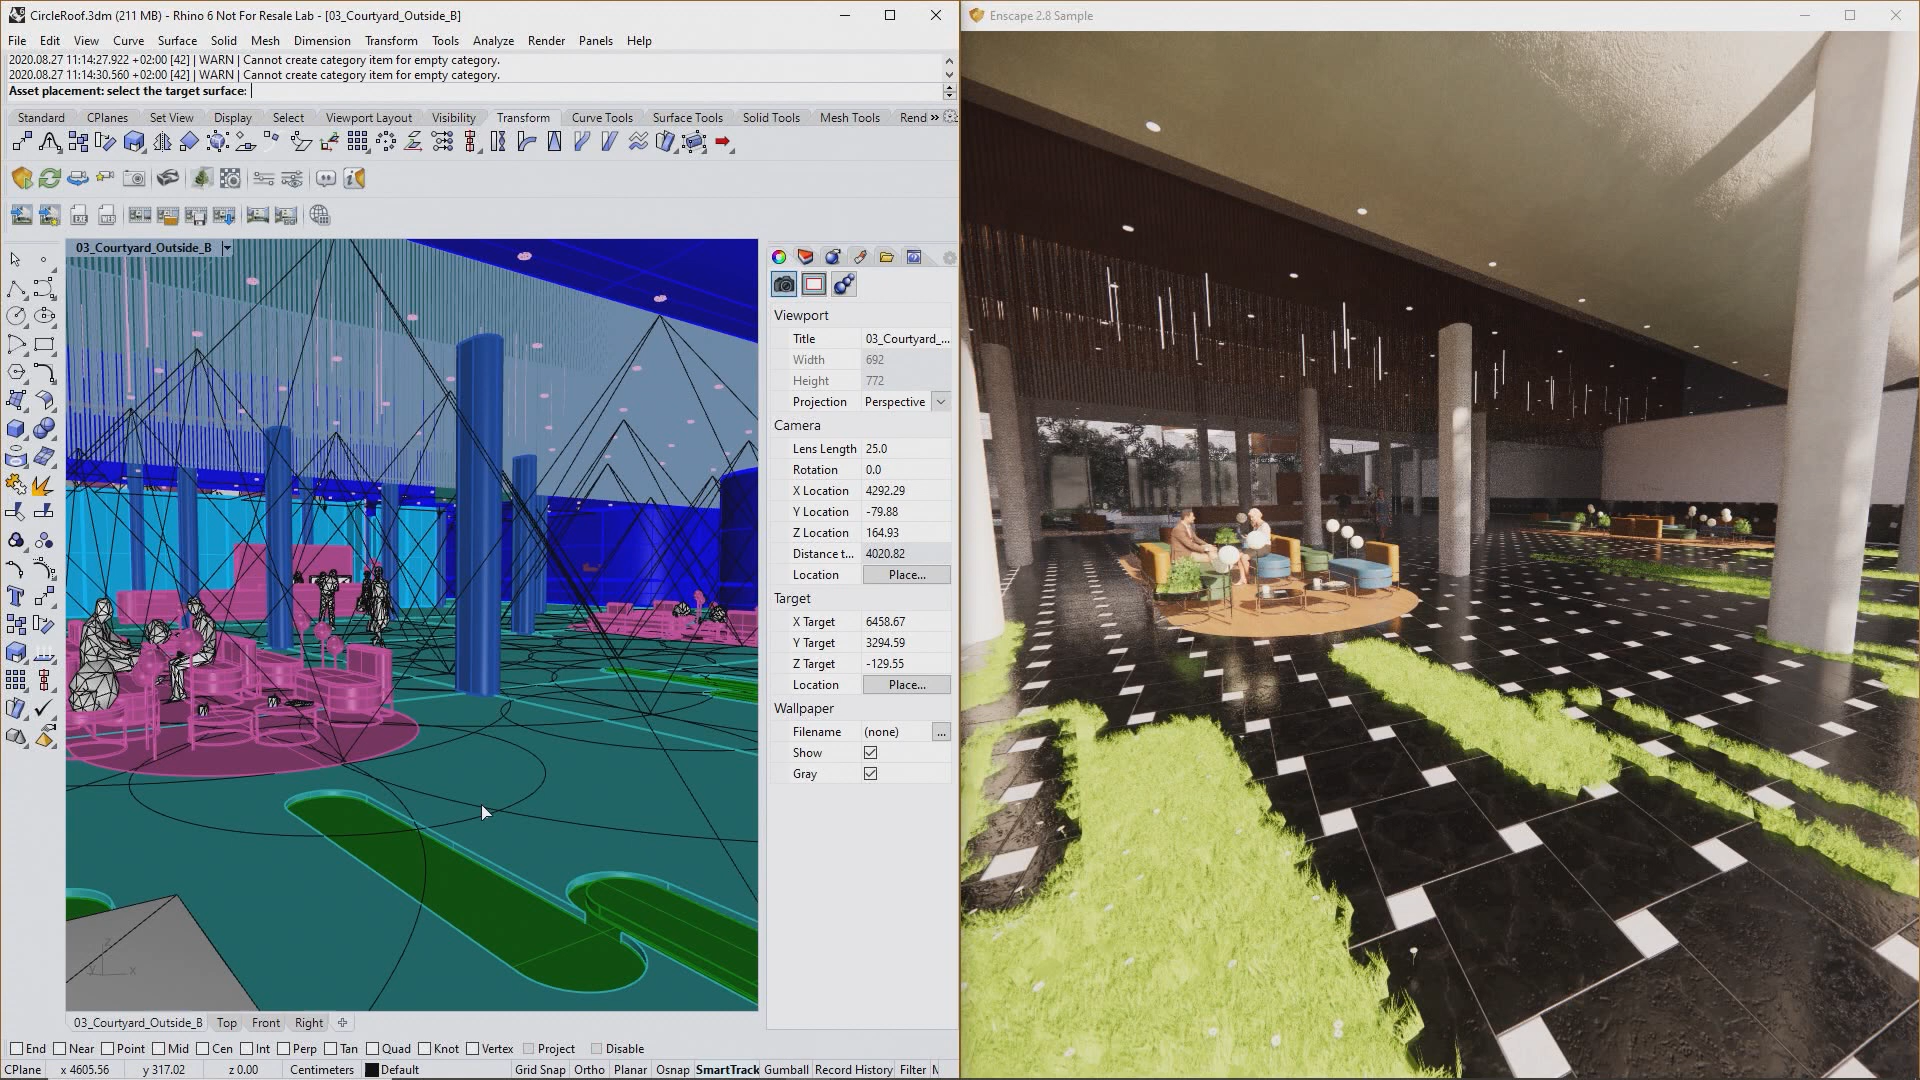 CircleRoof.3dm (211 MB) - Rhino 6 Not For Resale Lab - [03_Courtyard_Outside_B]
File Edit View Curve Surface Solid Mesh Dimension Transform Tools Analyze Render Panels Help
2020.08.27 11:14:27.922 +02:00 [42] | WARN | Cannot create category item for empty category.
2020.08.27 11:14:30.560 +02:00 [42] | WARN | Cannot create category item for empty category.
Asset placement: select the target surface:
Standard CPlanes Set View Display Select Viewport Layout Visibility Transform Curve Tools Surface Tools Solid Tools Mesh Tools Rend »
03_Courtyard_Outside_B
Viewport
Title 03_Courtyard_...
Width 692
Height 772
Projection Perspective
Camera
Lens Length 25.0
Rotation 0.0
X Location 4292.29
Y Location -79.88
Z Location 164.93
Distance t... 4020.82
Location Place...
Target
X Target 6458.67
Y Target 3294.59
Z Target -129.55
Location Place...
Wallpaper
Filename (none) ...
Show
Gray
z
y x
03_Courtyard_Outside_B Top Front Right
End Near Point Mid Cen Int Perp Tan Quad Knot Vertex Project Disable
CPlane x 4605.56 y 317.02 z 0.00 Centimeters Default Grid Snap Ortho Planar Osnap SmartTrack Gumball Record History Filter M
Enscape 2.8 Sample